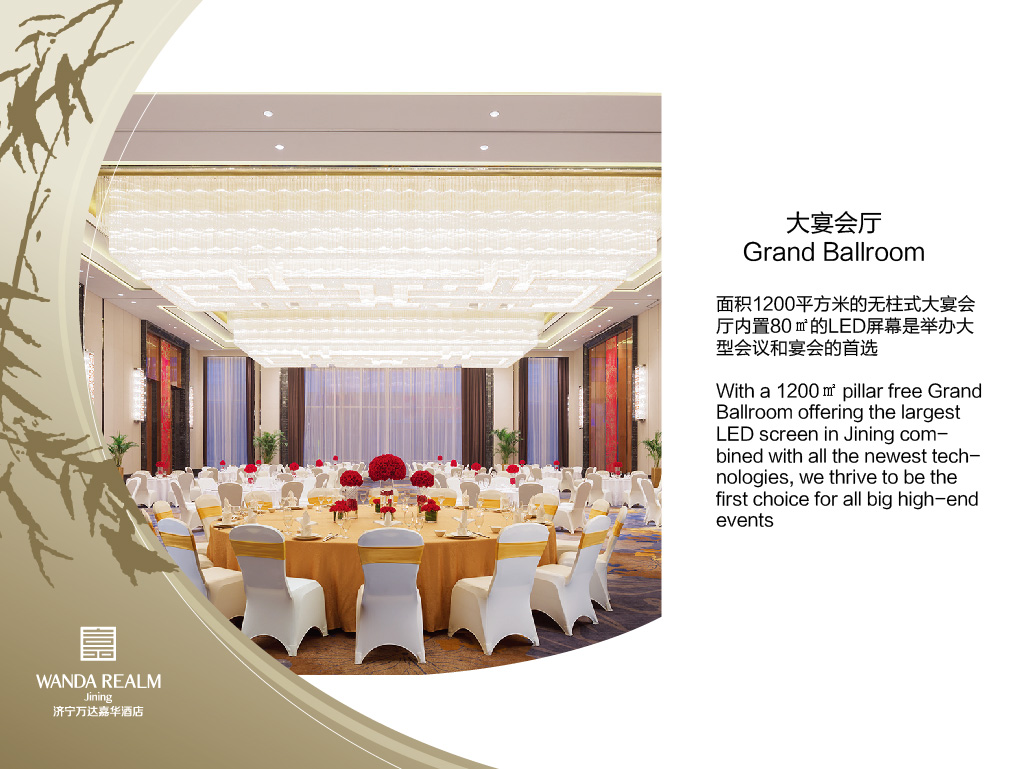 大宴会厅
Grand Ballroom
面积1200平方米的无柱式大宴会
厅内置80㎡的LED屏幕是举办大
型会议和宴会的首选
With a 1200㎡ pillar free Grand
Ballroom offering the largest
LED screen in Jining com-
bined with all the newest tech-
nologies, we thrive to be the
first choice for all big high-end
events
嘉
WANDA REALM
Jining
济宁万达嘉华酒店